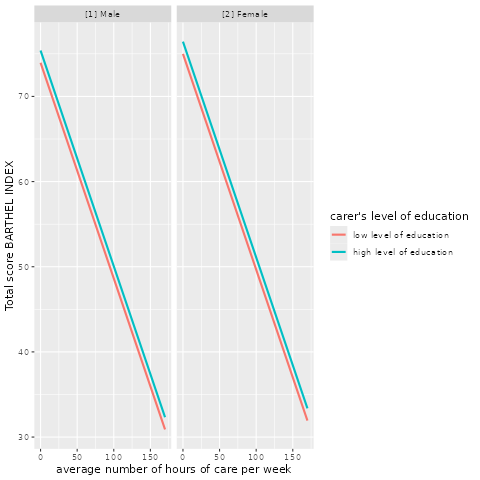 [1] Male
[2] Female
70
60
50
40
30
Total score BARTHEL INDEX
0 50 100 150
0 50 100 150
average number of hours of care per week
carer's level of education
low level of education
high level of education